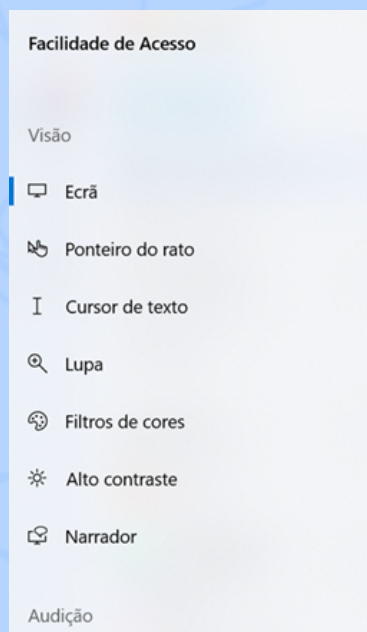 Facilidade de Acesso
Visão
Ecrã
Ponteiro do rato
Cursor de texto
Lupa
Filtros de cores
Alto contraste
Narrador
Audição